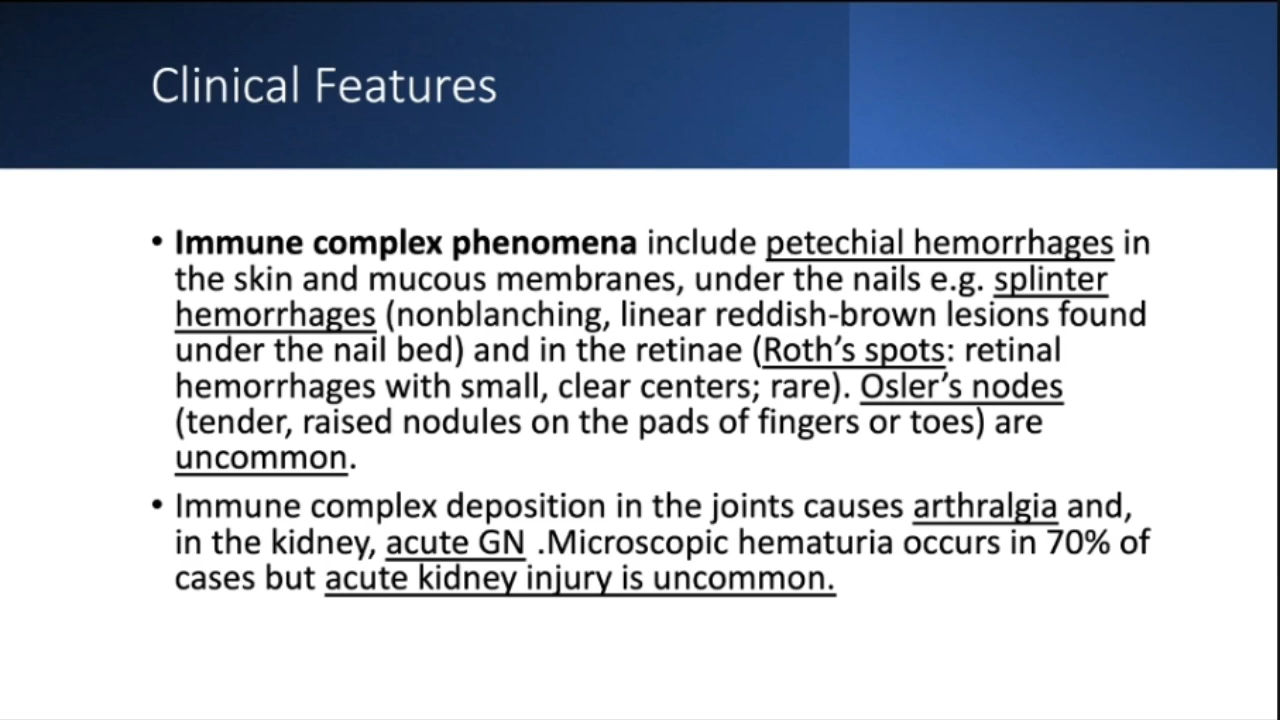 Clinical Features
• Immune complex phenomena include petechial hemorrhages in
the skin and mucous membranes, under the nails e.g. splinter
hemorrhages (nonblanching, linear reddish-brown lesions found
under the nail bed) and in the retinae (Roth’s spots: retinal
hemorrhages with small, clear centers; rare). Osler’s nodes
(tender, raised nodules on the pads of fingers or toes) are
uncommon.
• Immune complex deposition in the joints causes arthralgia and,
in the kidney, acute GN .Microscopic hematuria occurs in 70% of
cases but acute kidney injury is uncommon.